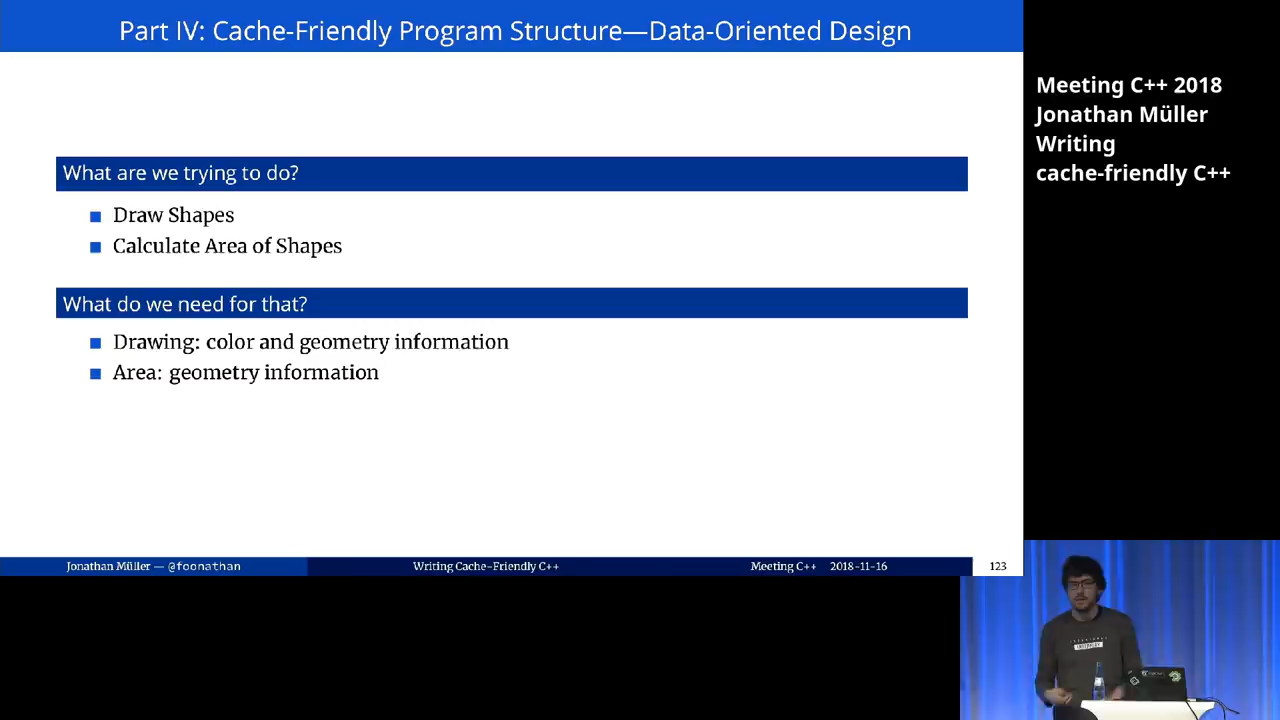 Part IV: Cache-Friendly Program Structure—Data-Oriented Design
What are we trying to do?
Draw Shapes
Calculate Area of Shapes
What do we need for that?
Drawing: color and geometry information
Area: geometry information
Jonathan Müller — @foonathan
Writing Cache-Friendly C++
Meeting C++ 2018-11-16
123
Meeting C++ 2018
Jonathan Müller
Writing
cache-friendly C++